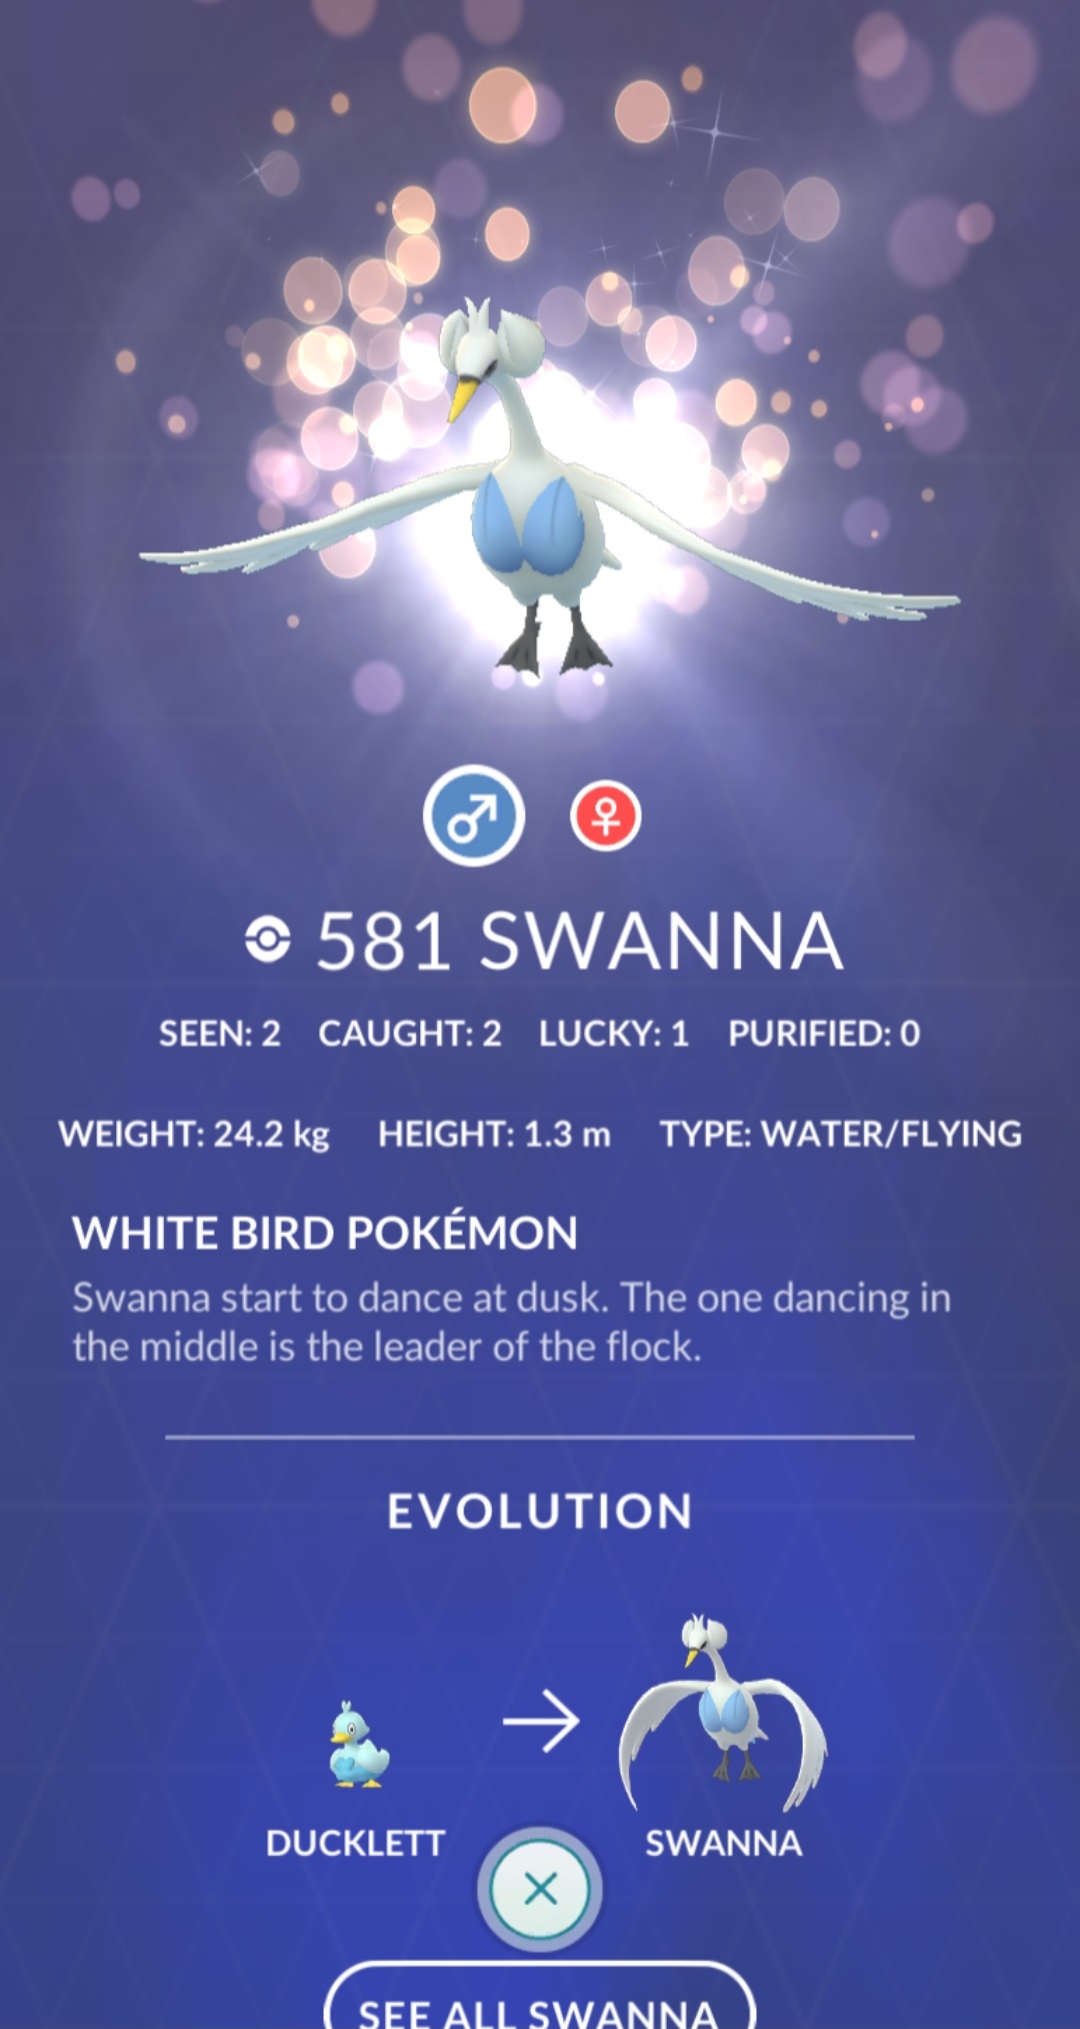 581 SWANNA
SEEN: 2 CAUGHT: 2 LUCKY: 1 PURIFIED: 0
WEIGHT: 24.2 kg HEIGHT: 1.3 m TYPE: WATER/FLYING
WHITE BIRD POKÉMON
Swanna start to dance at dusk. The one dancing in
the middle is the leader of the flock.
EVOLUTION
DUCKLETT SWANNA
SEE ALL SWANNA